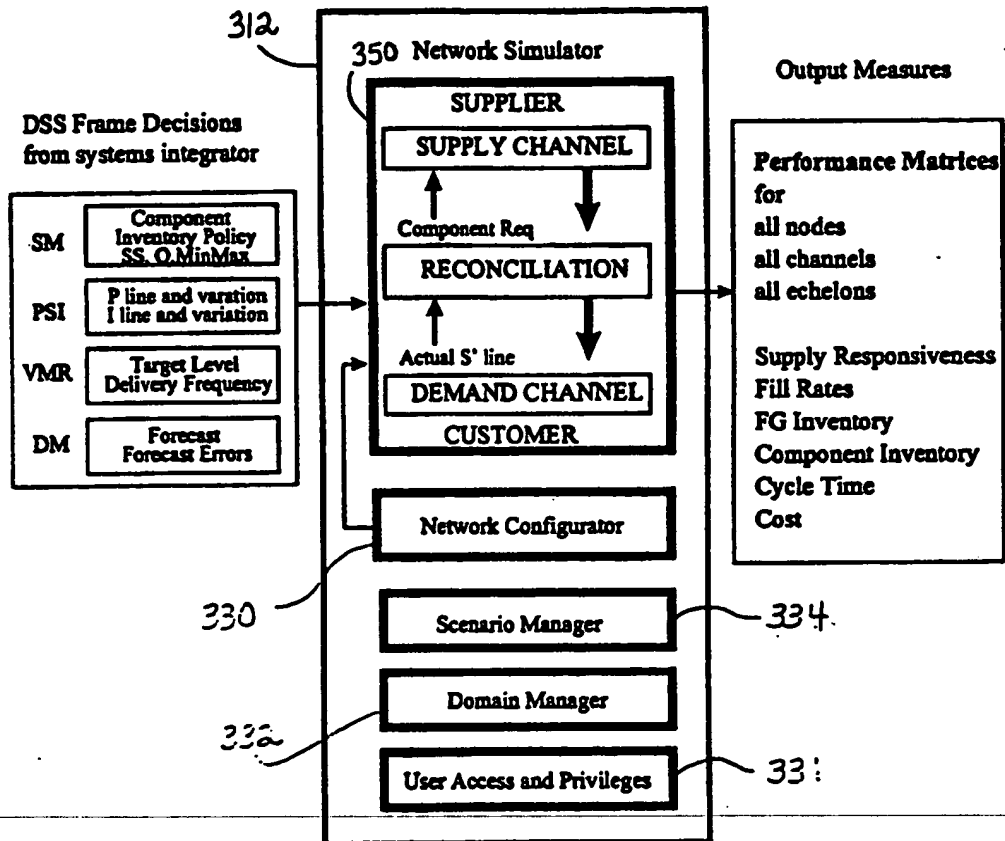 312
350
Network Simulator
Output Measures
DSS Frame Decisions
from systems integrator
SM
Component
Inventory Policy
SS, Q,MinMax
PSI
P line and varation
I line and variation
VMR
Target Level
Delivery Frequency
DM
Forecast
Forecast Errors
SUPPLIER
SUPPLY CHANNEL
Component Req
RECONCILIATION
Actual S' line
DEMAND CHANNEL
CUSTOMER
Network Configurator
330
Scenario Manager
334
Domain Manager
332
User Access and Privileges
Performance Matrices
for
all nodes
all channels
all echelons
Supply Responsiveness
Fill Rates
FG Inventory
Component Inventory
Cycle Time
Cost